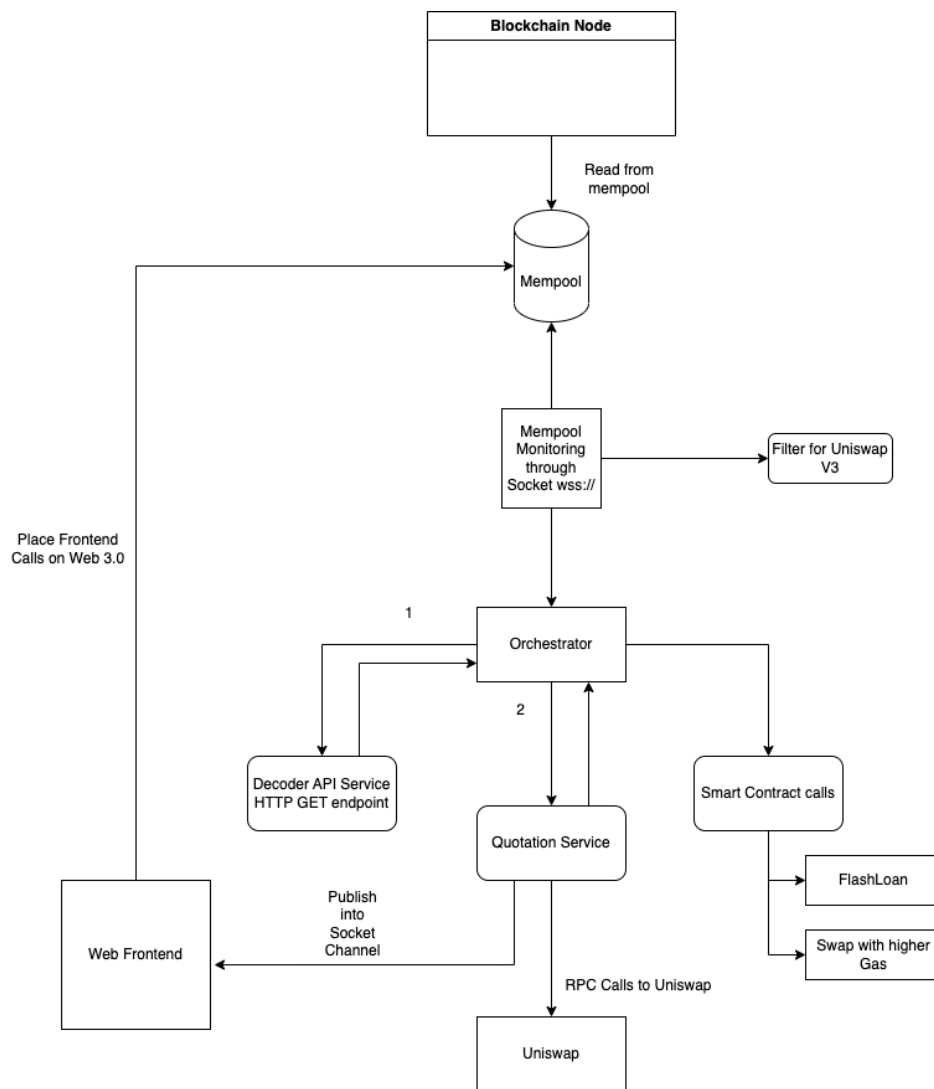 Blockchain Node
Read from
mempool
Mempool
Mempool
Monitoring
through
Socket wss://
Filter for Uniswap
V3
Place Frontend
Calls on Web 3.0
1
Orchestrator
2
Decoder API Service
HTTP GET endpoint
Smart Contract calls
Quotation Service
FlashLoan
Publish
into
Socket
Channel
Web Frontend
Swap with higher
Gas
RPC Calls to Uniswap
Uniswap